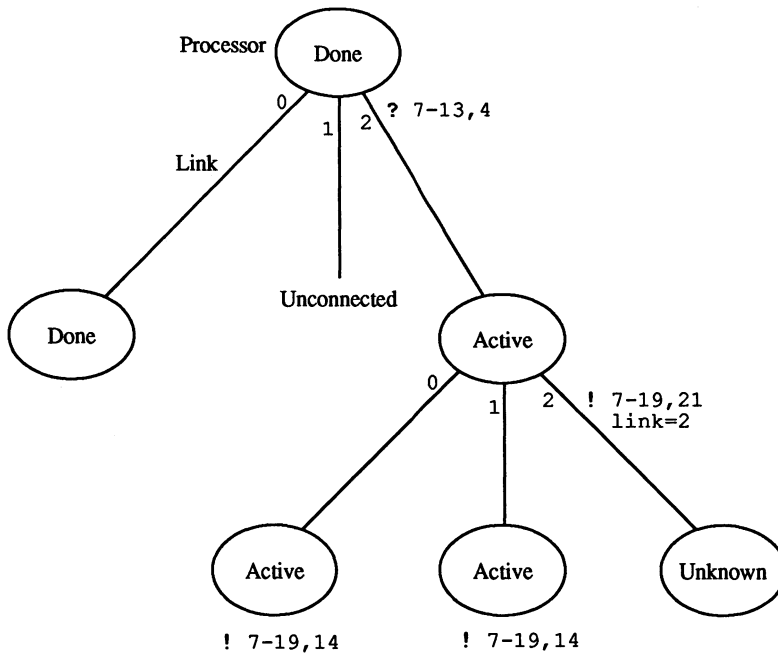 Processor
Done
0
1
2
? 7-13,4
Link
Unconnected
Done
Active
0
1
2
! 7-19,21
link=2
Active
Active
Unknown
! 7-19,14
! 7-19,14